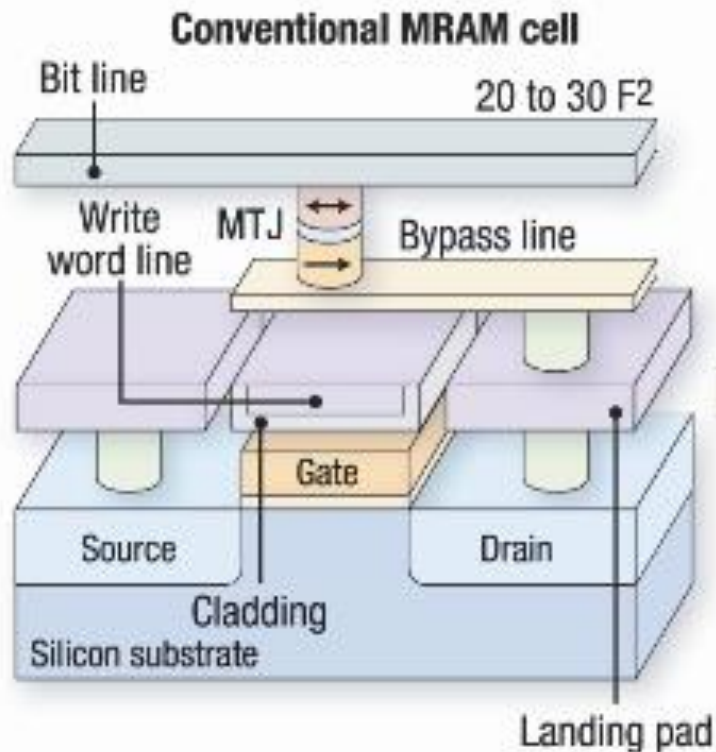 Conventional MRAM cell
Bit line
20 to 30 F2
Write
word line
MTJ
Bypass line
Gate
Source
Drain
Cladding
Silicon substrate
Landing pad